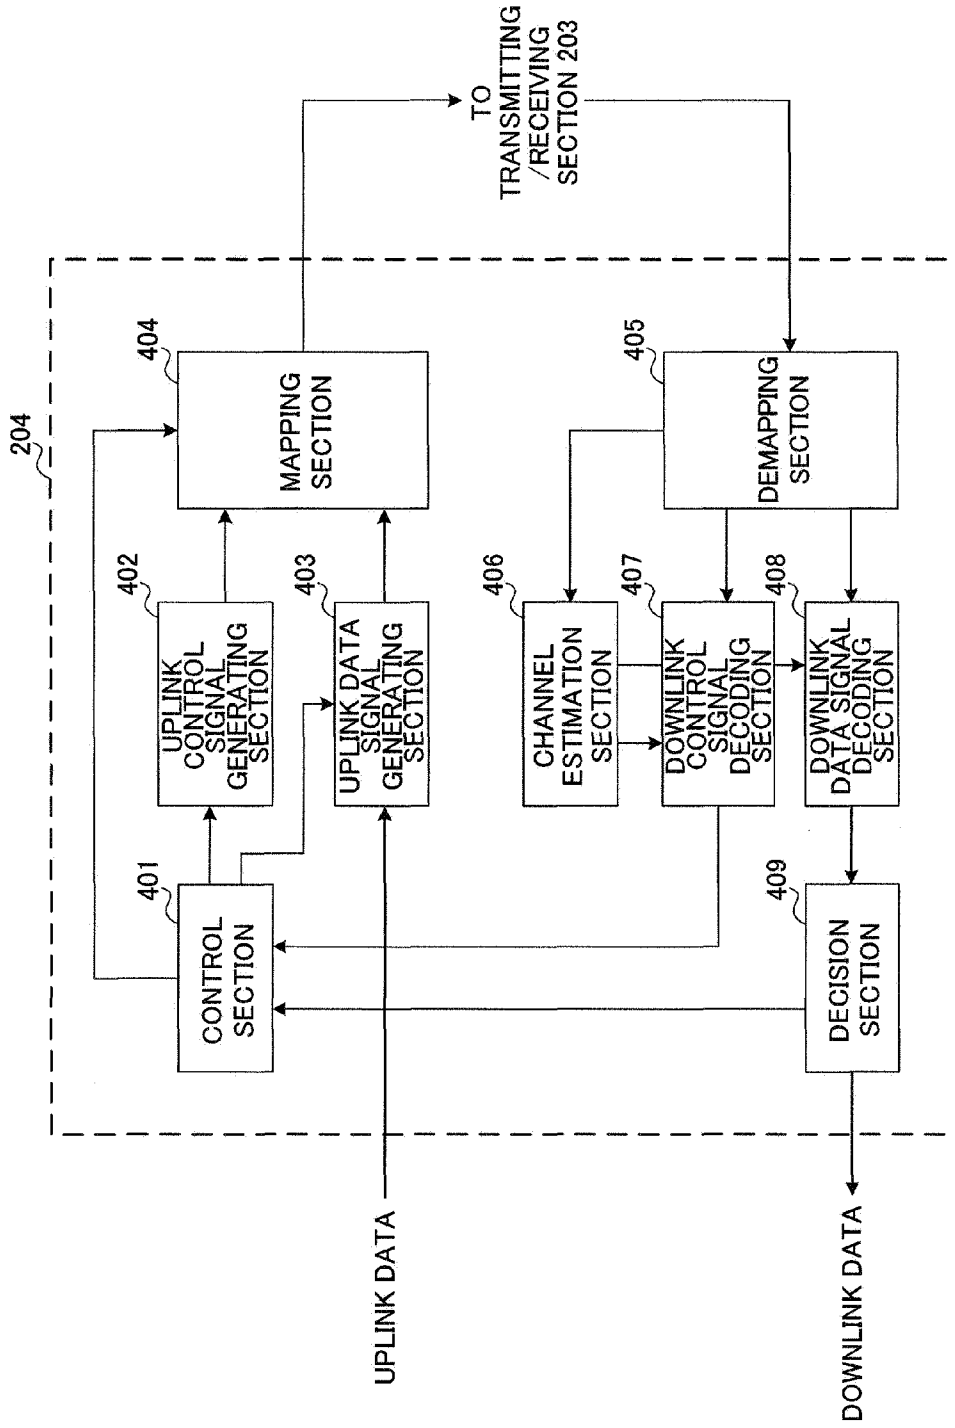 204
401
CONTROL
SECTION
402
UPLINK
CONTROL
SIGNAL
GENERATING
SECTION
403
UPLINK DATA
SIGNAL
GENERATING
SECTION
404
MAPPING
SECTION
TO
TRANSMITTING
/RECEIVING
SECTION 203
UPLINK DATA
406
CHANNEL
ESTIMATION
SECTION
407
DOWNLINK
CONTROL
SIGNAL
DECODING
SECTION
405
DEMAPPING
SECTION
409
DECISION
SECTION
408
DOWNLINK
DATA SIGNAL
DECODING
SECTION
DOWNLINK DATA